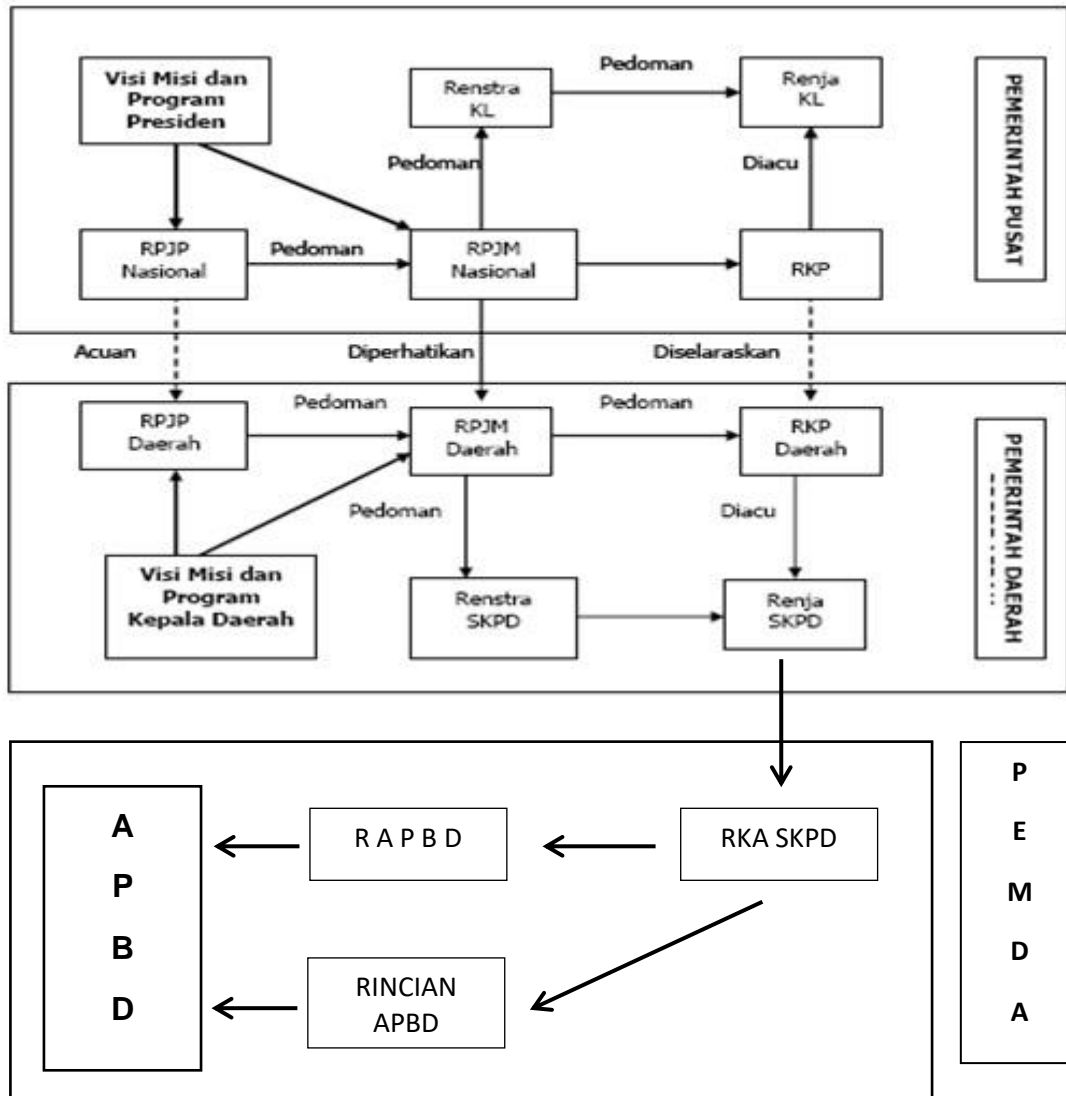 Visi Misi dan
Program
Presiden
Renstra
KL
Pedoman
Renja
KL
PEMERINTAH PUSAT
Pedoman
Diacu
RPJP
Nasional
Pedoman
RPJM
Nasional
RKP
Acuan
Diperhatikan
Diselaraskan
RPJP
Daerah
Pedoman
RPJM
Daerah
Pedoman
RKP
Daerah
PEMERINTAH DAERAH
Pedoman
Diacu
Visi Misi dan
Program
Kepala Daerah
Renstra
SKPD
Renja
SKPD
A
P
B
D
R A P B D
RKA SKPD
RINCIAN
APBD
P
E
M
D
A